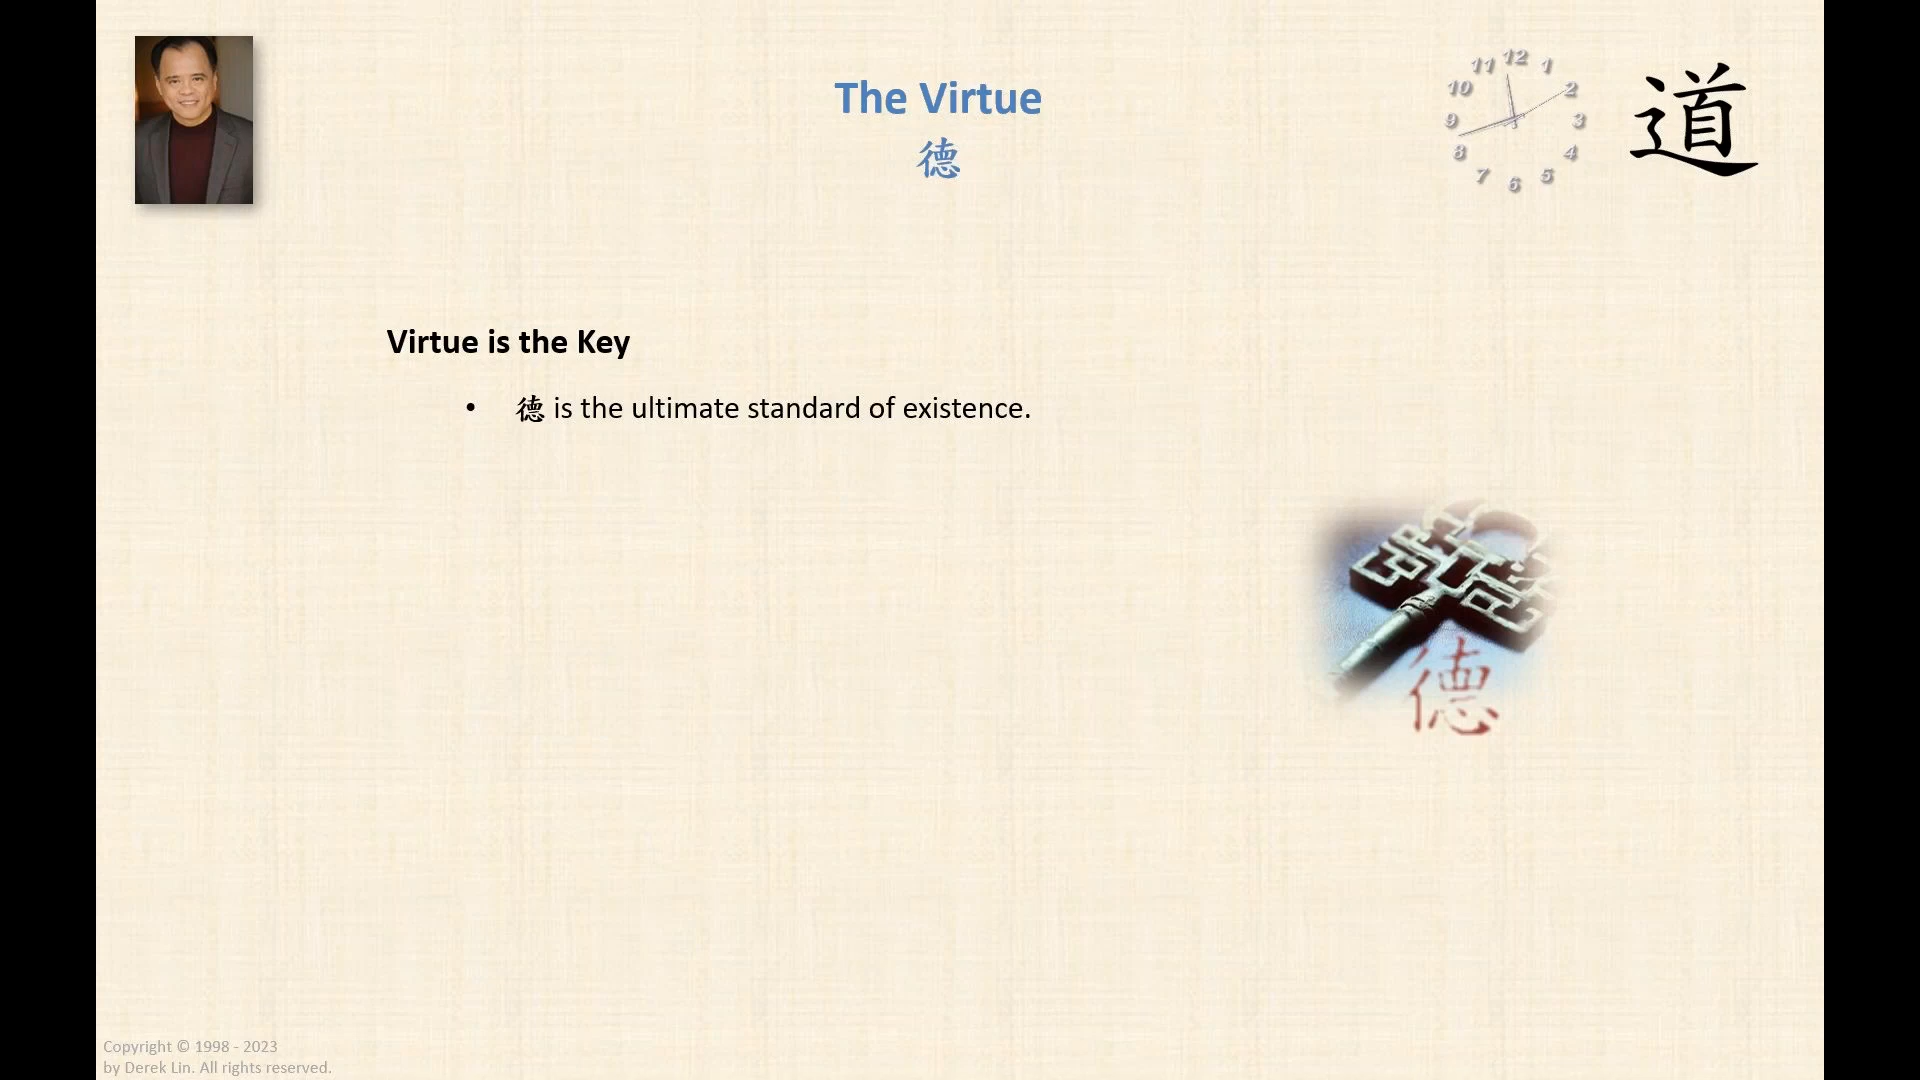 The Virtue
德
12
11
1
10
2
9
3
8
4
7
5
6
道
Virtue is the Key
• 德 is the ultimate standard of existence.
德
Copyright © 1998 - 2023
by Derek Lin. All rights reserved.